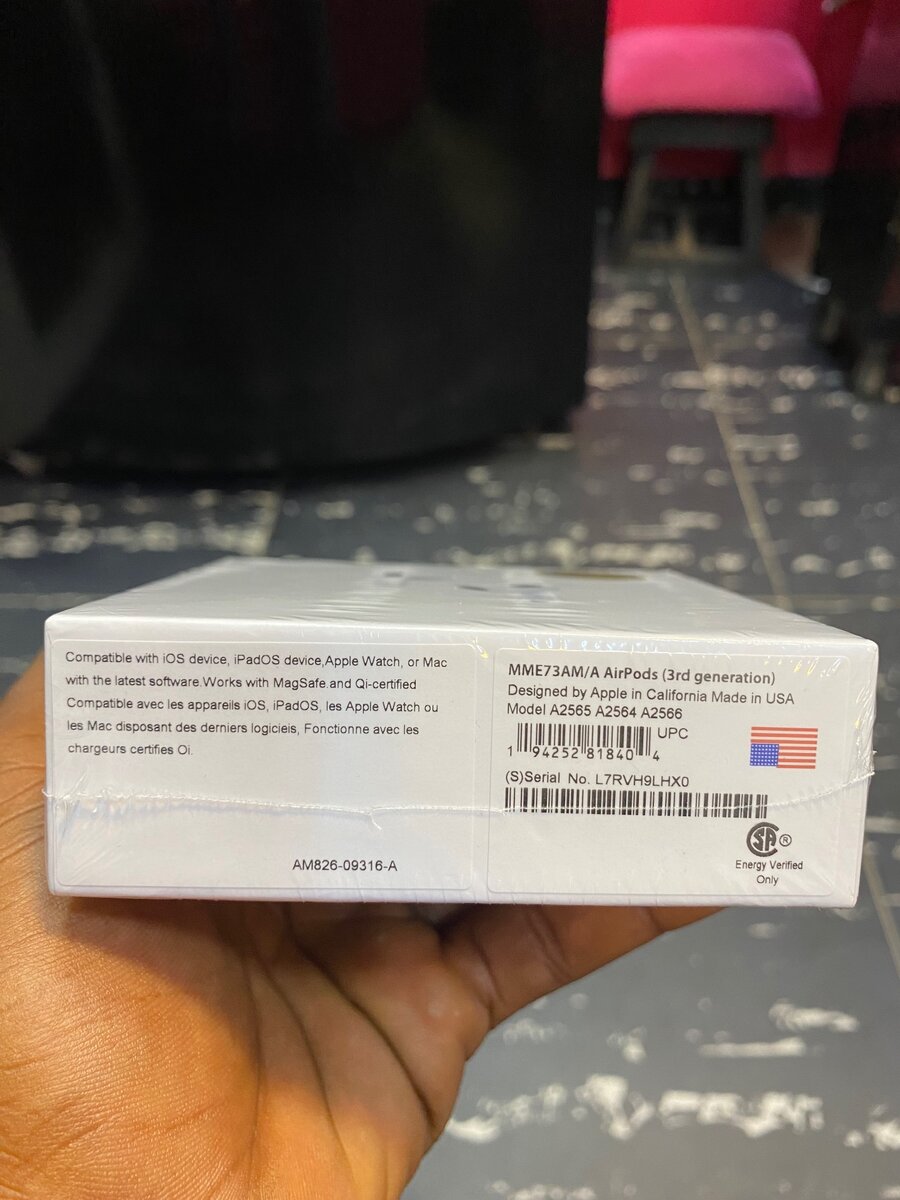 Compatible with iOS device, iPadOS device,Apple Watch, or Mac
with the latest software.Works with MagSafe.and Qi-certified
Compatible avec les appareils iOS, iPadOS, les Apple Watch ou
les Mac disposant des derniers logicieis, Fonctionne avec les
chargeurs certifies Oi.
AM826-09316-A
MME73AM/A AirPods (3rd generation)
Designed by Apple in California Made in USA
Model A2565 A2564 A2566
UPC
1 94252 81840 4
(S)Serial No. L7RVH9LHX0
SA ®
Energy Verified
Only